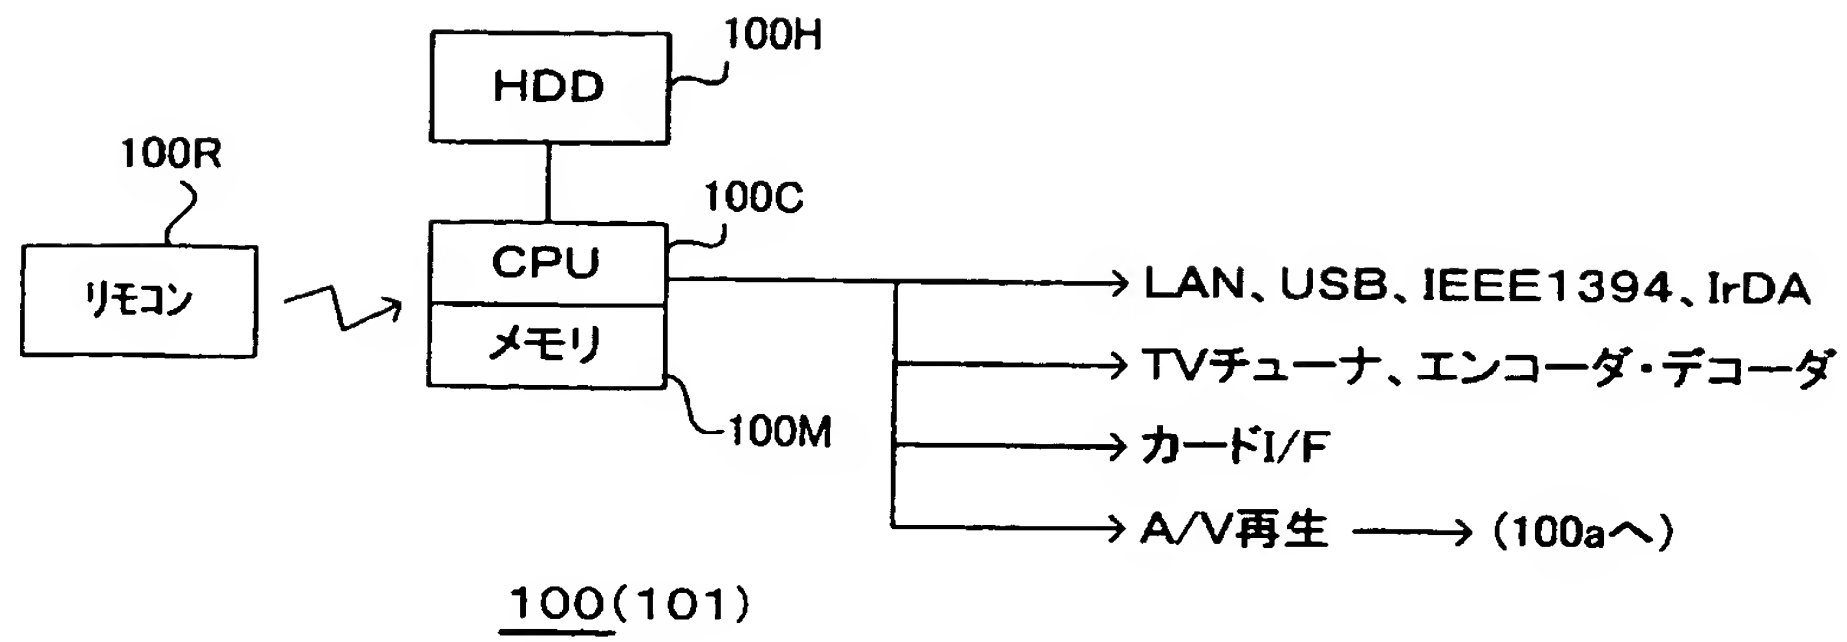 100H
HDD
100R
100C
CPU
リモコン
メモリ
100M
LAN、USB、IEEE1394、IrDA
TVチューナ、エンコーダ・デコーダ
カードI/F
A/V再生 (100aへ)
100(101)